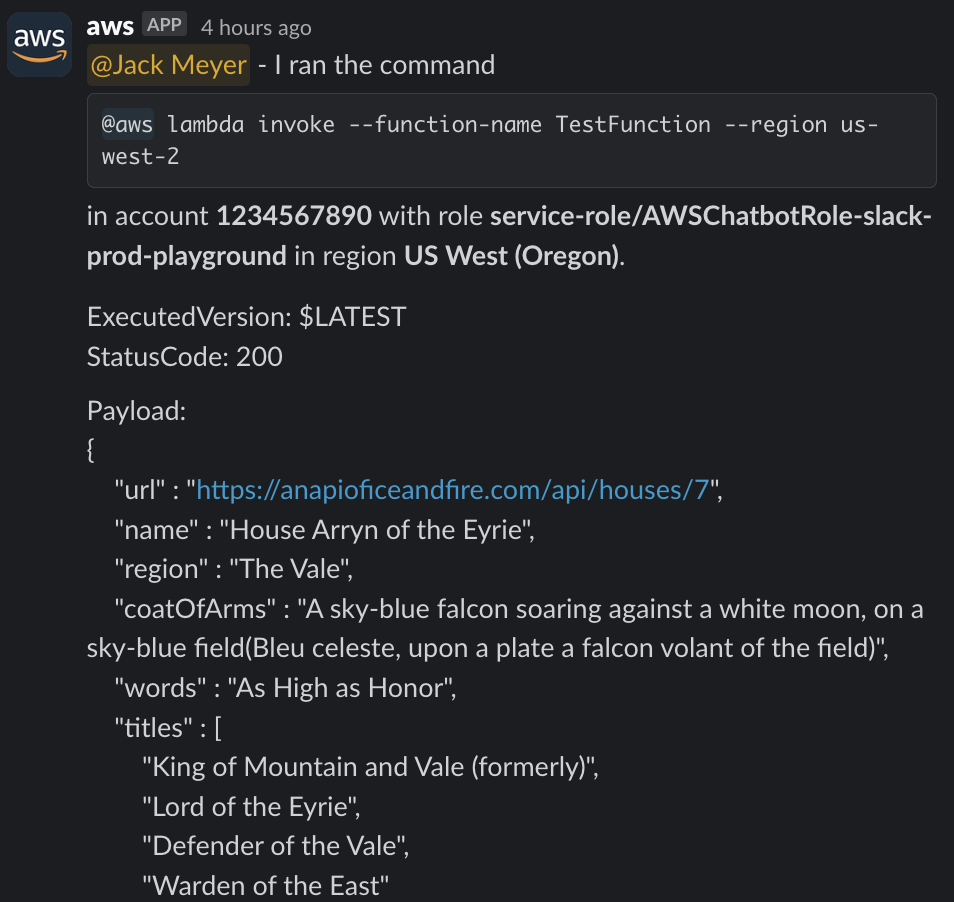 aws
aws APP 4 hours ago
@Jack Meyer - I ran the command
@aws lambda invoke --function-name TestFunction --region us-
west-2
in account 1234567890 with role service-role/AWSChatbotRole-slack-
prod-playground in region US West (Oregon).
ExecutedVersion: $LATEST
StatusCode: 200
Payload:
{
"url" : "https://anapioficeandfire.com/api/houses/7",
"name" : "House Arryn of the Eyrie",
"region" : "The Vale",
"coatOfArms" : "A sky-blue falcon soaring against a white moon, on a
sky-blue field(Bleu celeste, upon a plate a falcon volant of the field)",
"words" : "As High as Honor",
"titles" : [
"King of Mountain and Vale (formerly)",
"Lord of the Eyrie",
"Defender of the Vale",
"Warden of the East"